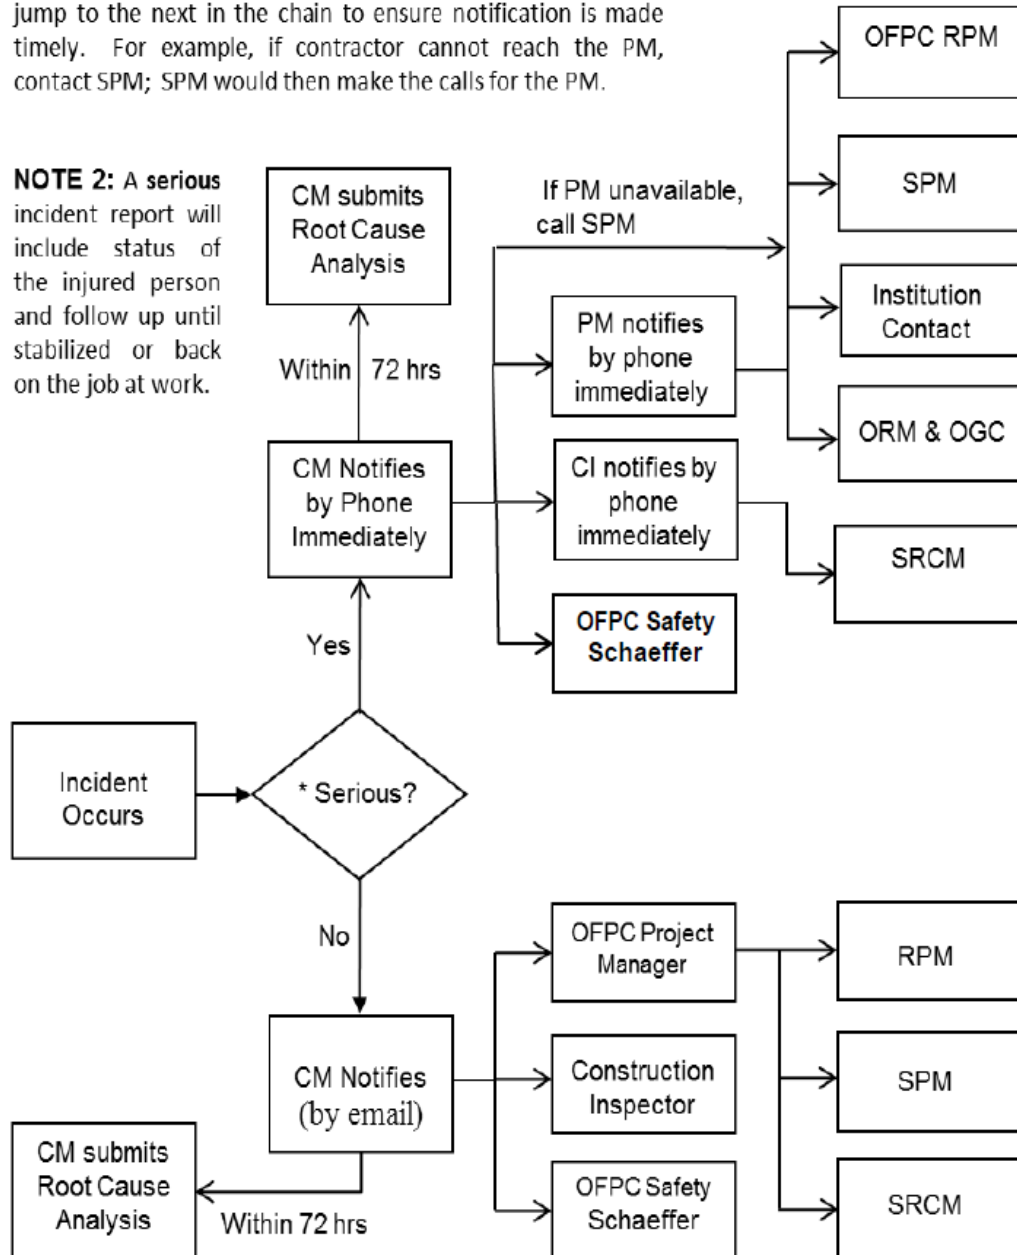 jump to the next in the chain to ensure notification is made
timely. For example, if contractor cannot reach the PM,
contact SPM; SPM would then make the calls for the PM.
NOTE 2: A serious
incident report will
include status of
the injured person
and follow up until
stabilized or back
on the job at work.
CM submits
Root Cause
Analysis
Within 72 hrs
CM Notifies
by Phone
Immediately
If PM unavailable,
call SPM
PM notifies
by phone
immediately
CI notifies by
phone
immediately
OFPC Safety
Schaeffer
OFPC RPM
SPM
Institution
Contact
ORM & OGC
SRCM
Yes
Incident
Occurs
* Serious?
No
CM Notifies
(by email)
CM submits
Root Cause
Analysis
Within 72 hrs
OFPC Project
Manager
Construction
Inspector
OFPC Safety
Schaeffer
RPM
SPM
SRCM